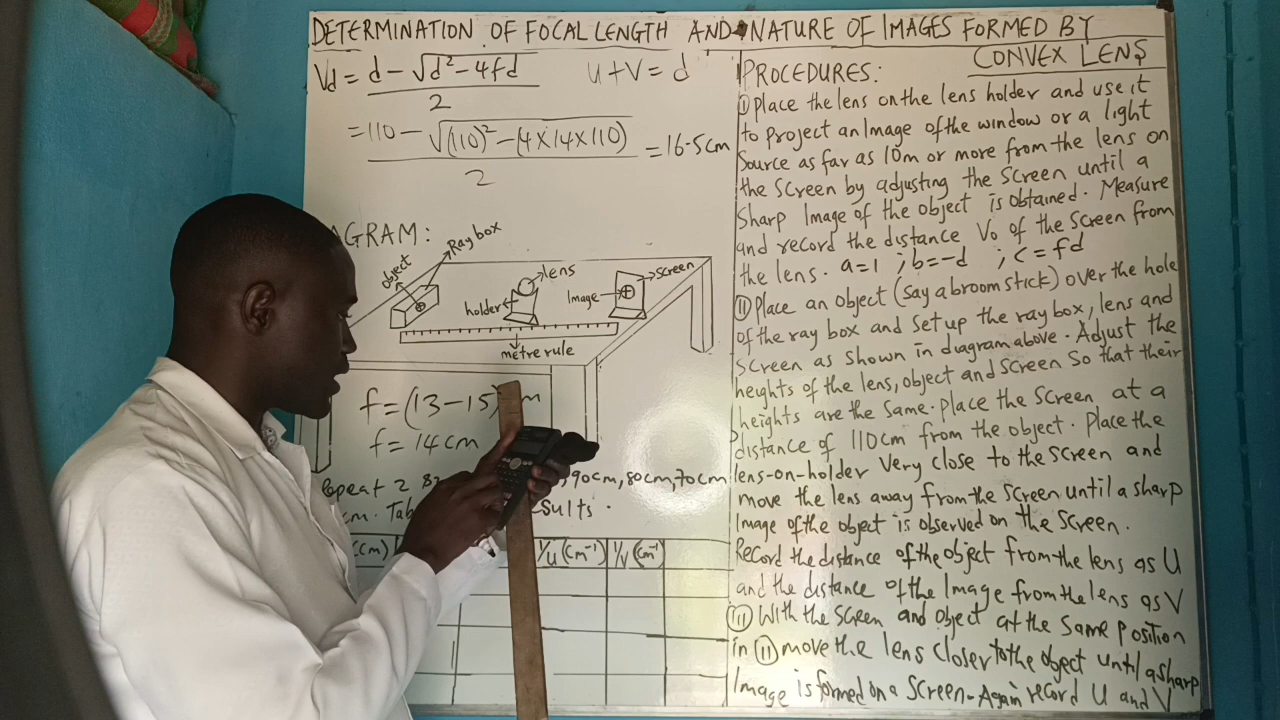 DETERMINATION OF FOCAL LENGTH AND NATURE OF IMAGES FORMED BY
CONVEX LENS
Vd = d - √d² - 4fd
2
U + V = d
= 110 - √(110)² - (4 x 14 x 110) = 16.5cm
2
AGRAM:
Ray box
object
lens
screen
holder
Image
metre rule
f = (13 - 15) m
f = 14cm
Repeat 2
, 90cm, 80cm, 70cm
cm. Tab sults.
(cm)
1/U (cm⁻¹)
1/V (cm⁻¹)
PROCEDURES:
(i) Place the lens on the lens holder and use it
to project an Image of the window or a light
Source as far as 10m or more from the lens on
the screen by adjusting the Screen until a
Sharp Image of the object is obtained. Measure
and record the distance Vo of the Screen from
the lens. a=1 ; b=-d ; c=fd
(ii) Place an object (say a broom stick) over the hole
of the ray box and set up the ray box, lens and
Screen as shown in diagram above. Adjust the
heights of the lens, object and screen So that their
heights are the same. place the Screen at a
distance of 110cm from the object. Place the
lens-on-holder very close to the screen and
move the lens away from the screen until a sharp
Image of the object is observed on the screen.
Record the distance of the object from the lens as U
and the distance of the Image from the lens as V
(iii) With the screen and object at the same position
in (ii) move the lens closer to the object until a sharp
Image is formed on a screen-Again record U and V